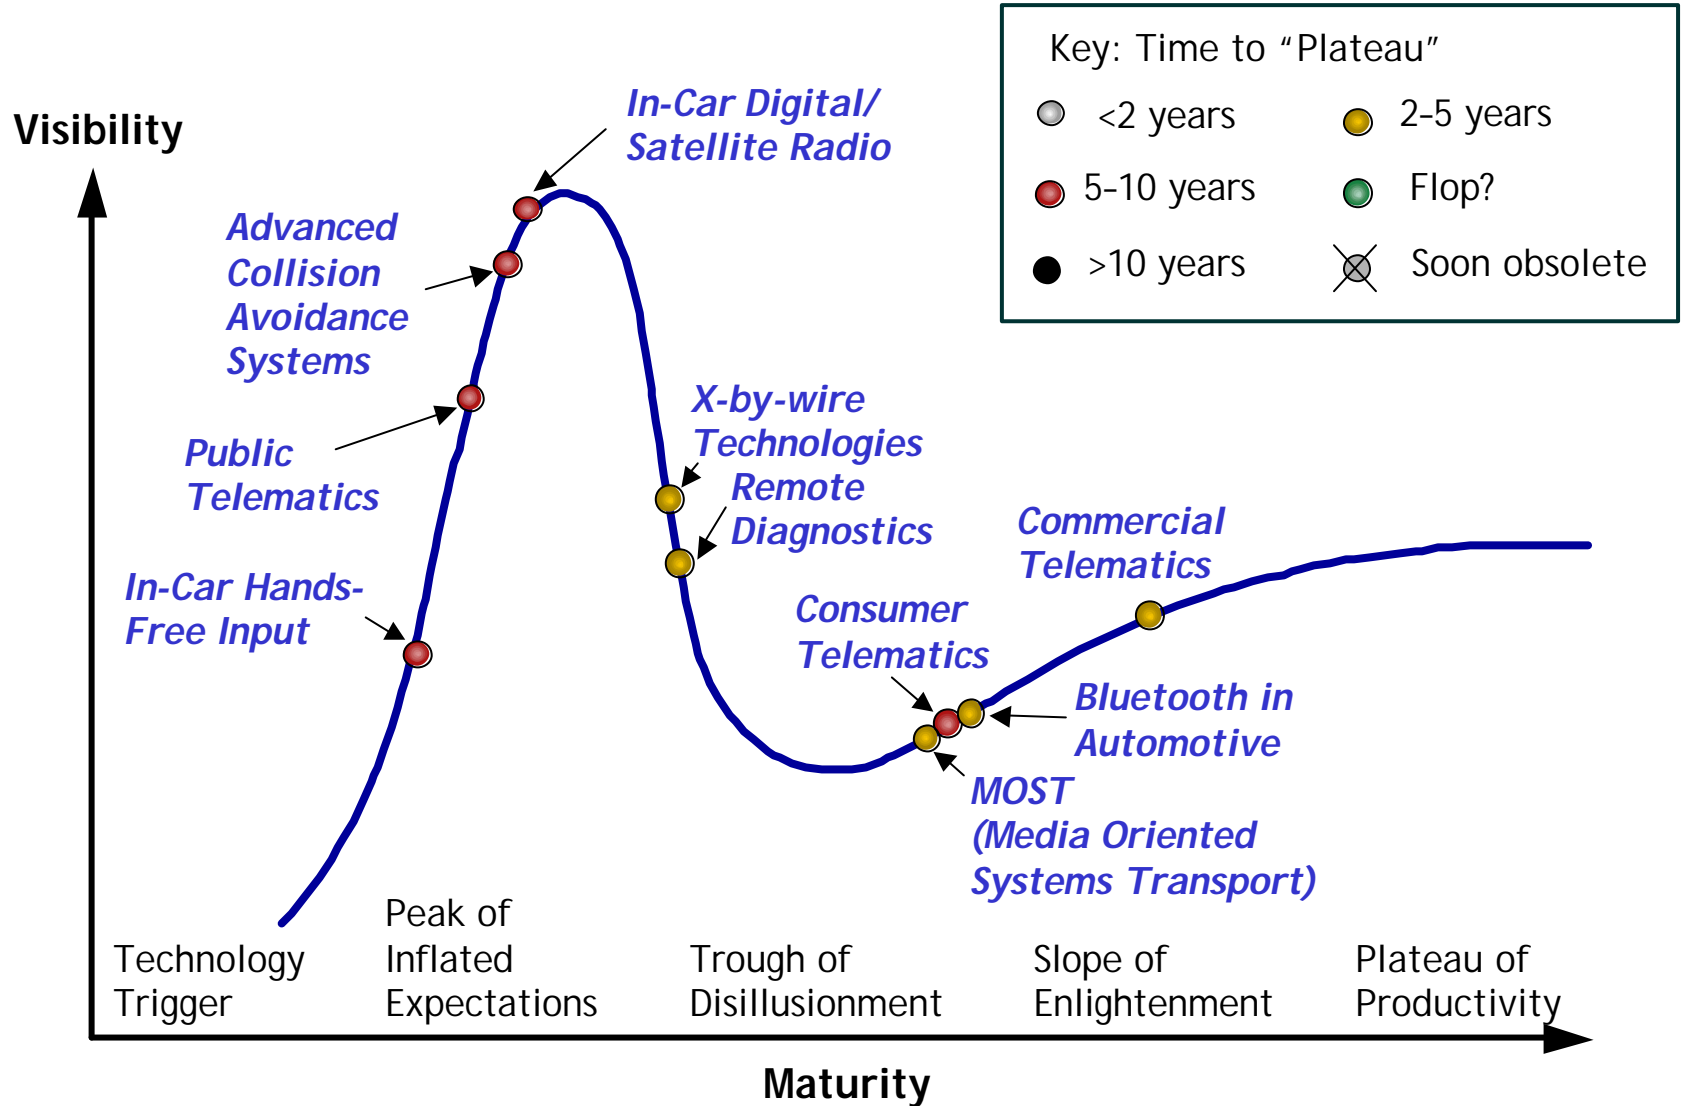 Key: Time to “Plateau”
<2 years
2–5 years
5–10 years
Flop?
>10 years
Soon obsolete
Visibility
In-Car Digital/
Satellite Radio
Advanced
Collision
Avoidance
Systems
Public
Telematics
In-Car Hands-
Free Input
X-by-wire
Technologies
Remote
Diagnostics
Commercial
Telematics
Consumer
Telematics
Bluetooth in
Automotive
MOST
(Media Oriented
Systems Transport)
Technology
Trigger
Peak of
Inflated
Expectations
Trough of
Disillusionment
Slope of
Enlightenment
Plateau of
Productivity
Maturity